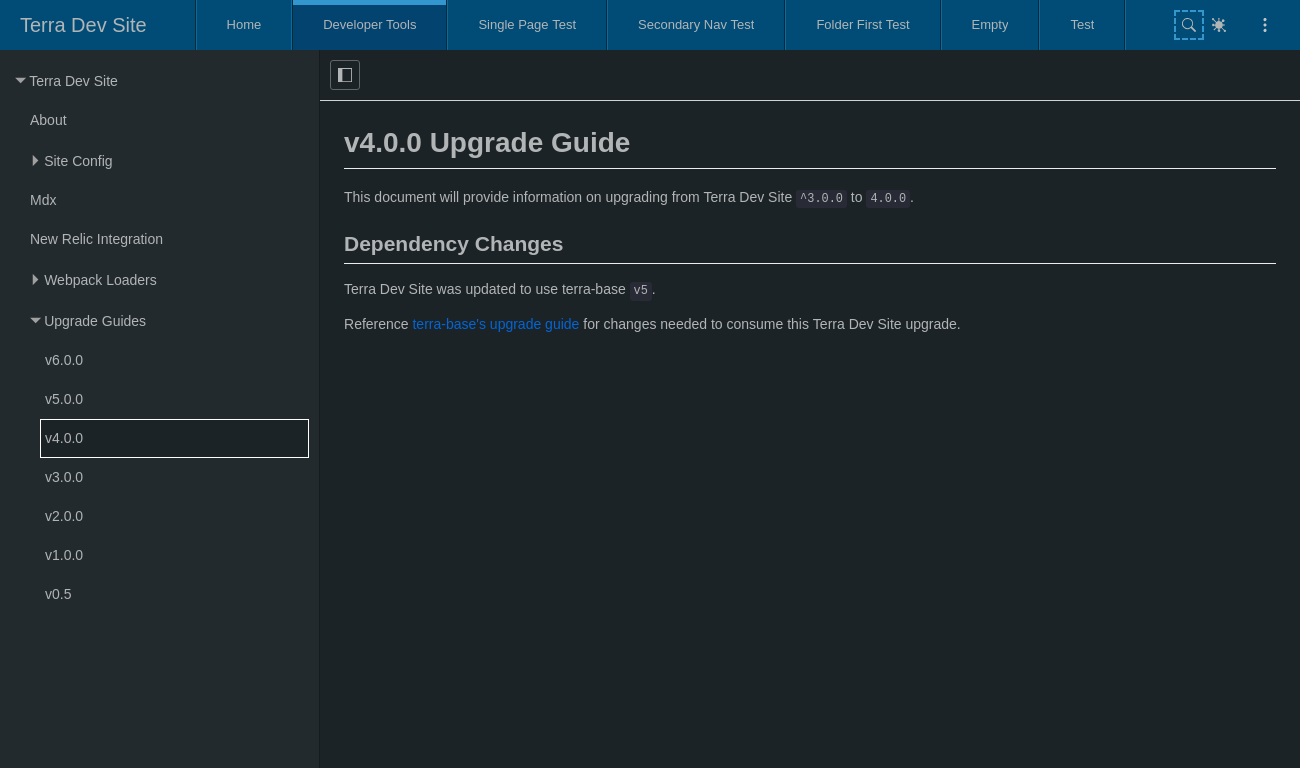 Terra Dev Site
Home
Developer Tools
Single Page Test
Secondary Nav Test
Folder First Test
Empty
Test
Terra Dev Site
About
Site Config
Mdx
New Relic Integration
Webpack Loaders
Upgrade Guides
v6.0.0
v5.0.0
v4.0.0
v3.0.0
v2.0.0
v1.0.0
v0.5
v4.0.0 Upgrade Guide
This document will provide information on upgrading from Terra Dev Site ^3.0.0 to 4.0.0.
Dependency Changes
Terra Dev Site was updated to use terra-base v5.
Reference terra-base's upgrade guide for changes needed to consume this Terra Dev Site upgrade.